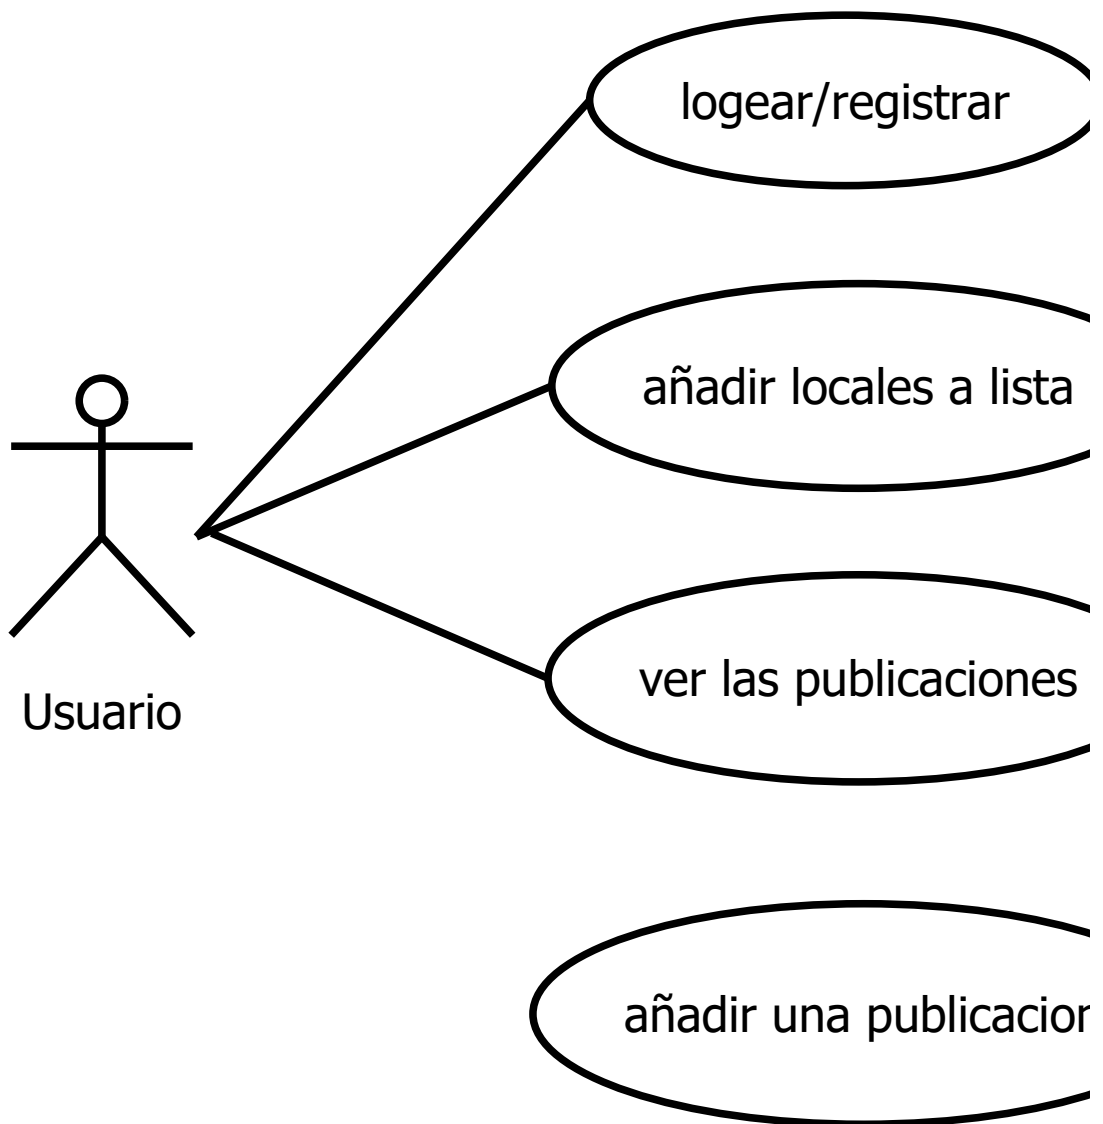 logear/registrar
añadir locales a lista
ver las publicaciones
Usuario
añadir una publicacion